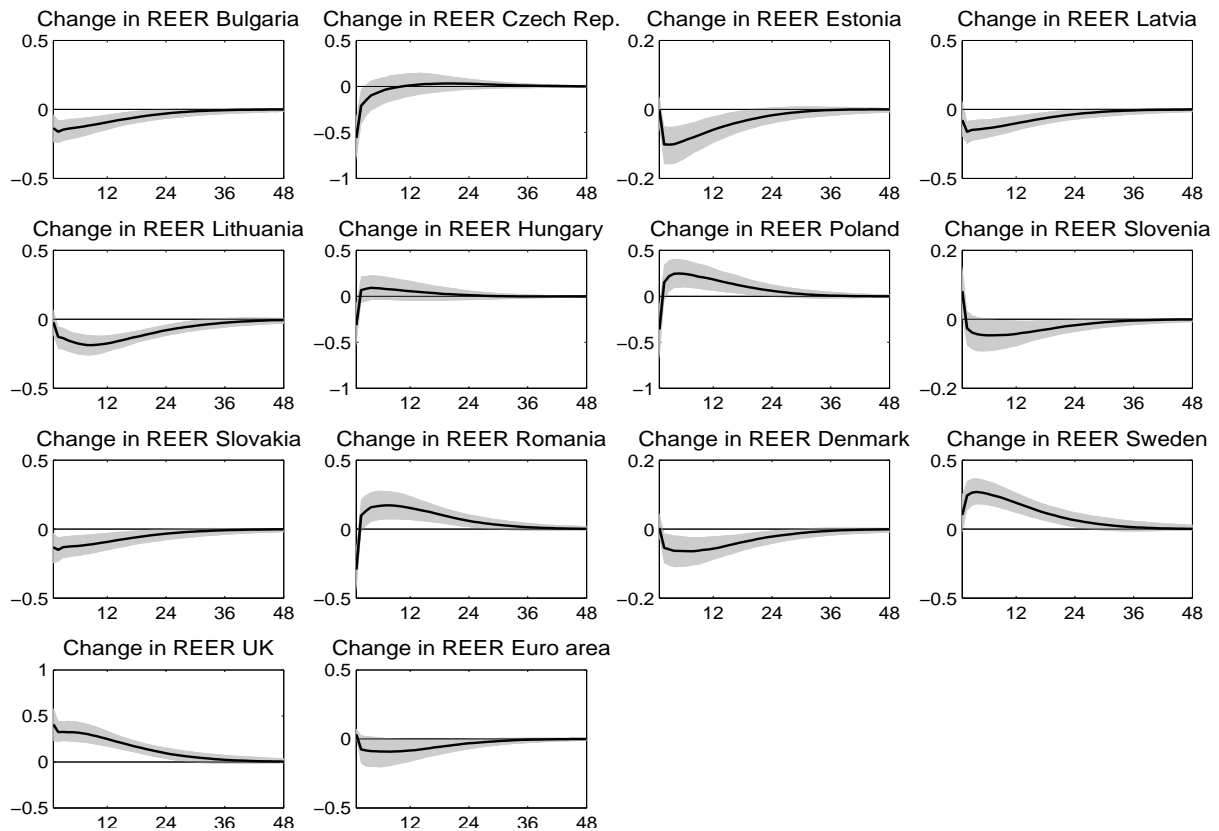 Change in REER Bulgaria
0.5
0
−0.5
12 24 36 48
Change in REER Czech Rep.
0.5
0
−0.5
−1
12 24 36 48
Change in REER Estonia
0.2
0
−0.2
12 24 36 48
Change in REER Latvia
0.5
0
−0.5
12 24 36 48
Change in REER Lithuania
0.5
0
−0.5
12 24 36 48
Change in REER Hungary
0.5
0
−0.5
−1
12 24 36 48
Change in REER Poland
0.5
0
−0.5
−1
12 24 36 48
Change in REER Slovenia
0.2
0
−0.2
12 24 36 48
Change in REER Slovakia
0.5
0
−0.5
12 24 36 48
Change in REER Romania
0.5
0
−0.5
12 24 36 48
Change in REER Denmark
0.2
0
−0.2
12 24 36 48
Change in REER Sweden
0.5
0
−0.5
12 24 36 48
Change in REER UK
1
0.5
0
−0.5
12 24 36 48
Change in REER Euro area
0.5
0
−0.5
12 24 36 48